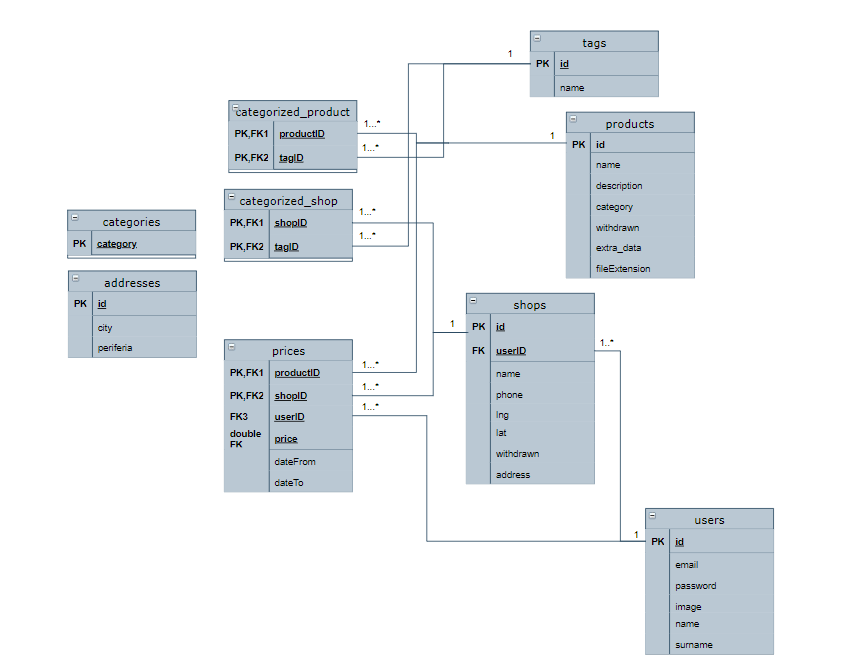 tags
PK id
name
1
categorized_product
PK,FK1 productID
PK,FK2 tagID
1...*
1...*
products
1
PK id
name
description
category
withdrawn
extra_data
fileExtension
categorized_shop
PK,FK1 shopID
PK,FK2 tagID
1...*
1...*
categories
PK category
addresses
PK id
city
periferia
shops
1
PK id
FK userID
1..*
name
phone
lng
lat
withdrawn
address
prices
PK,FK1 productID
PK,FK2 shopID
FK3 userID
double
FK
price
dateFrom
dateTo
1...*
1...*
1...*
users
1
PK id
email
password
image
name
surname